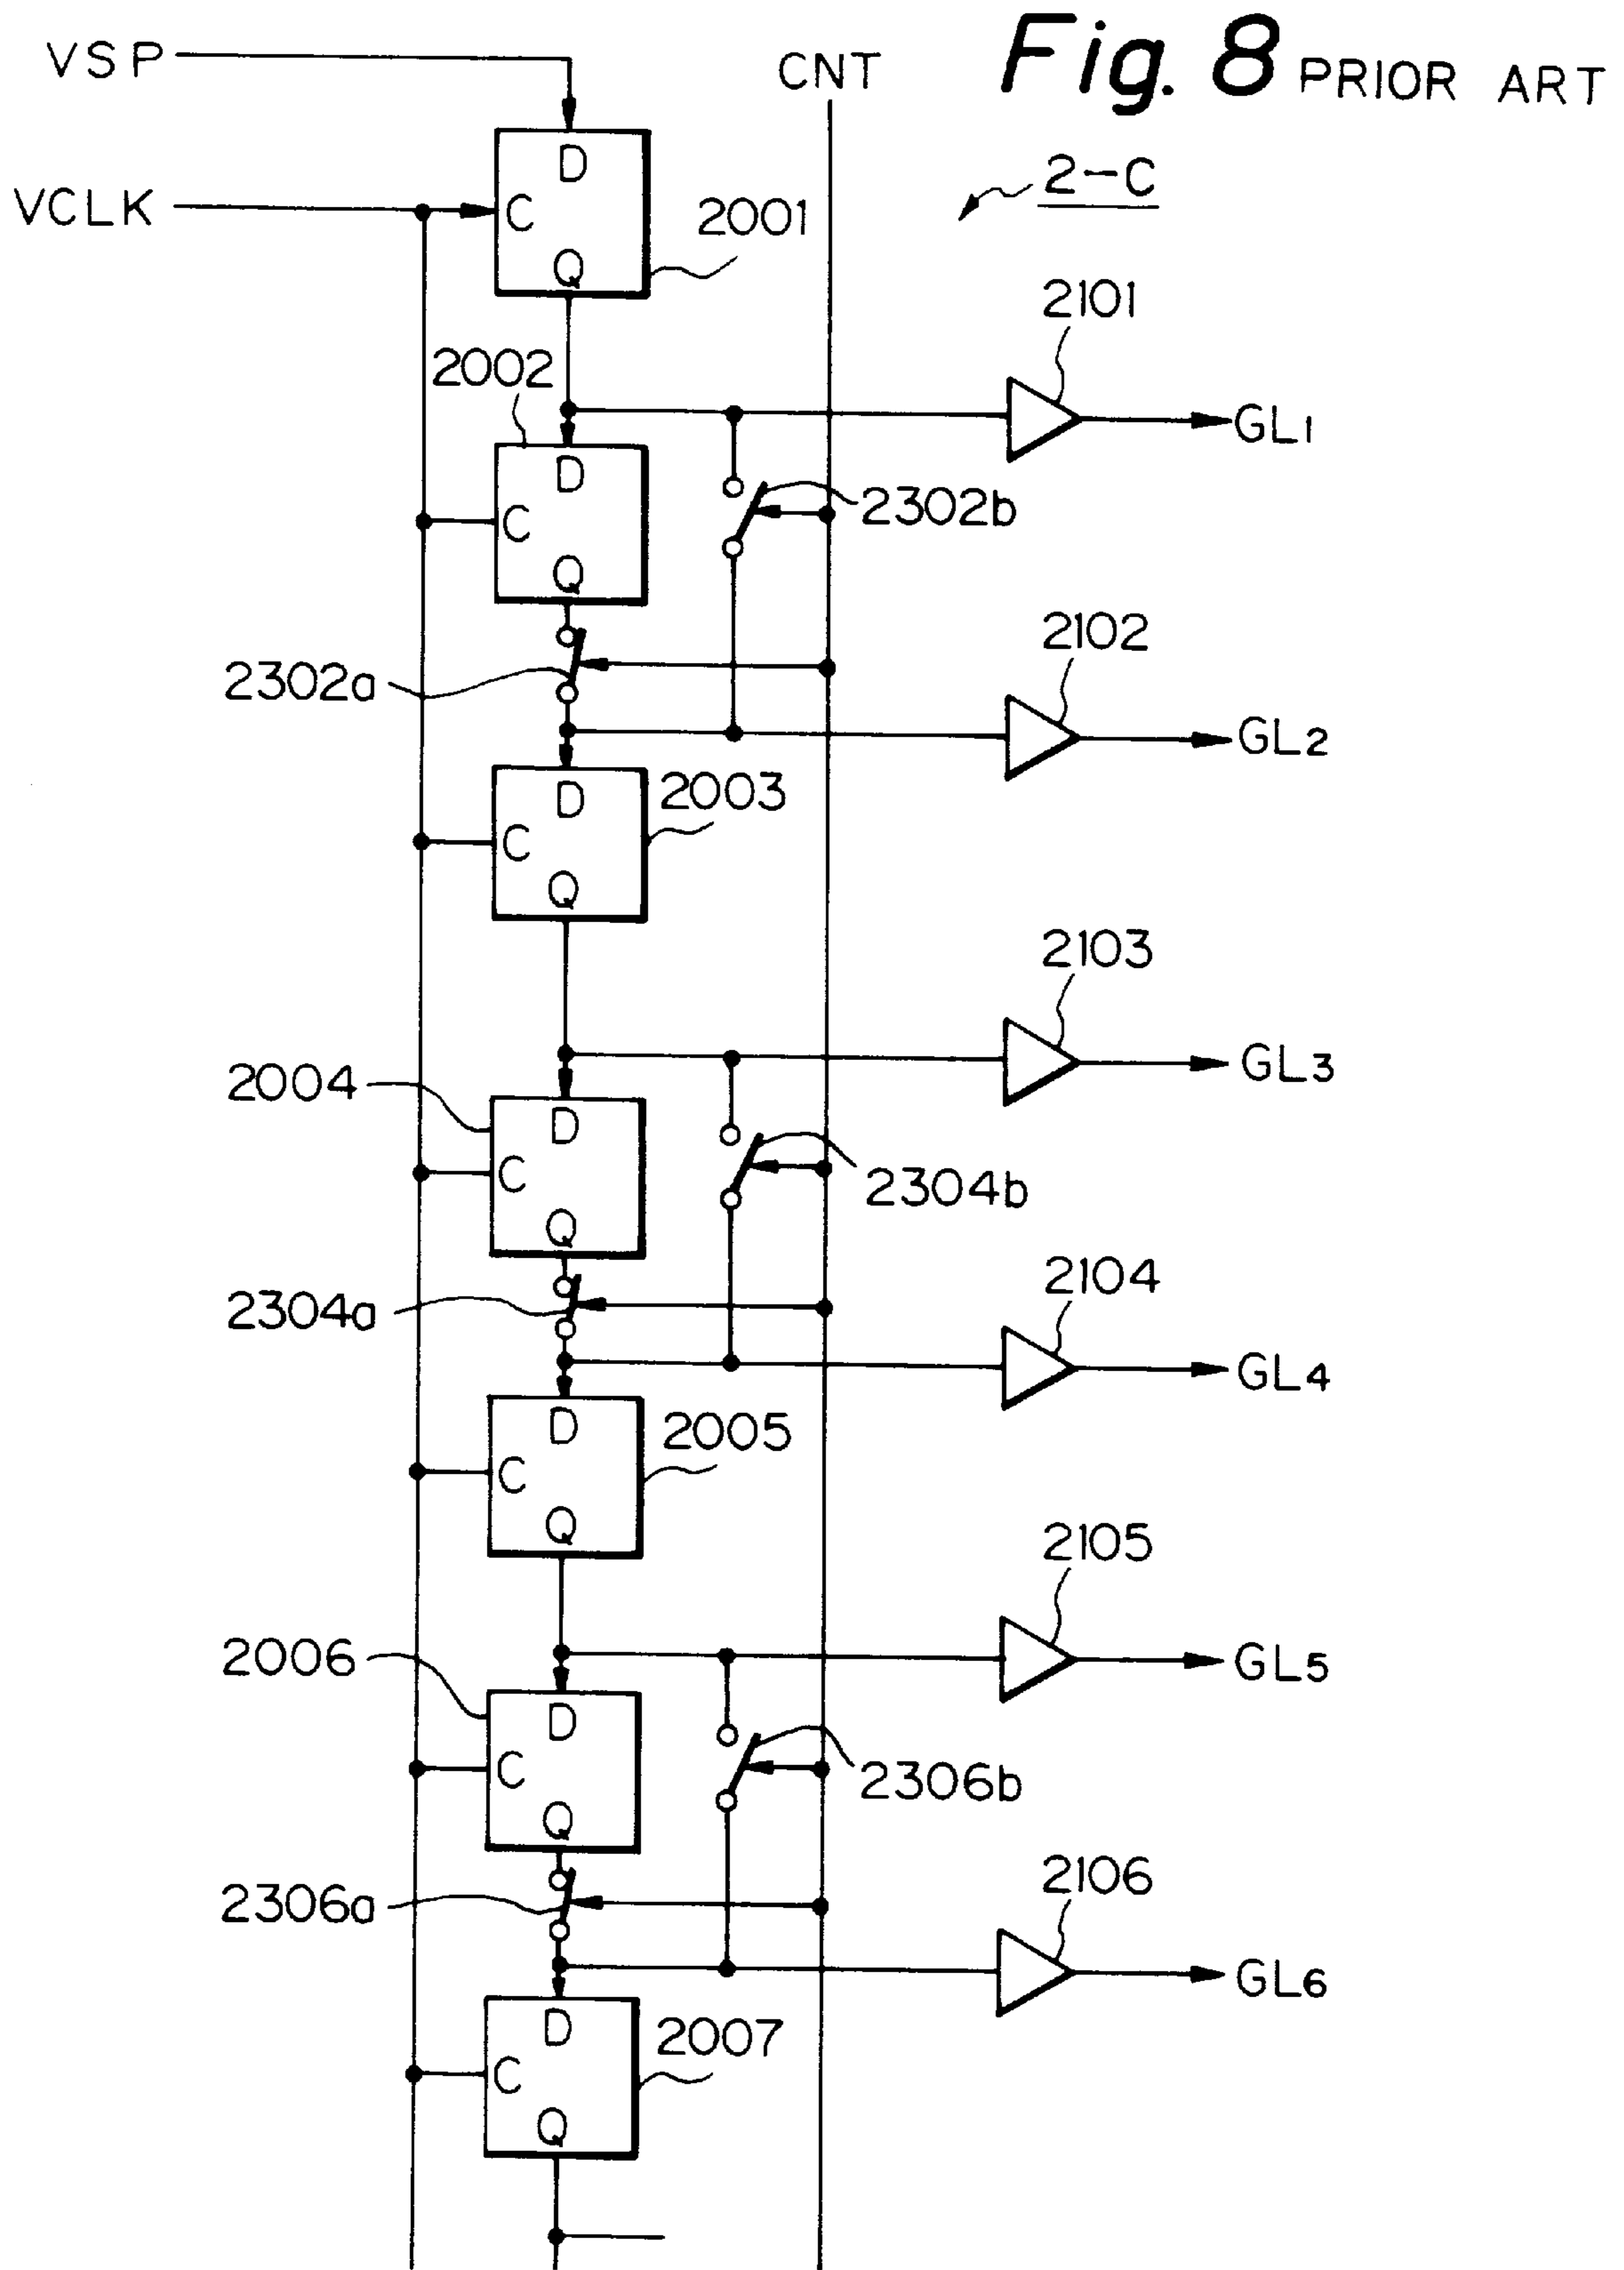 Fig. 8 PRIOR ART
VSP
CNT
2-C
D
VCLK
C
2001
Q
2101
2002
GL1
D
2302b
C
Q
2102
2302a
GL2
2003
D
C
Q
2103
GL3
2004
D
C
2304b
Q
2104
2304a
GL4
D
2005
C
Q
2105
2006
GL5
D
C
2306b
Q
2106
2306a
GL6
D
2007
C
Q